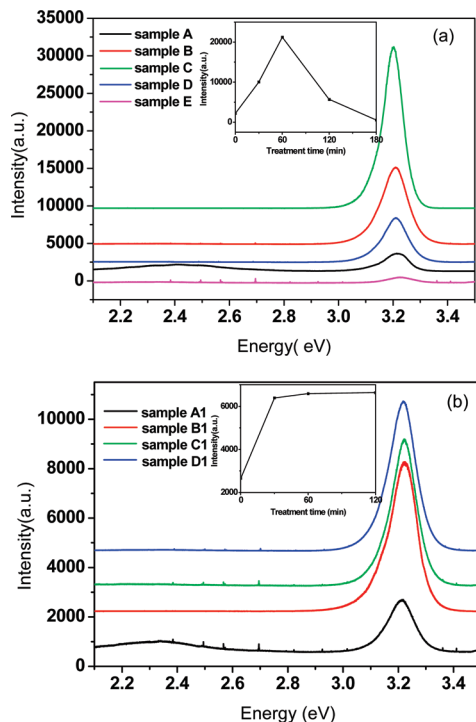 (a)
sample A
sample B
sample C
sample D
sample E
35000
30000
25000
20000
15000
10000
5000
0
Intensity(a.u.)
20000
10000
0
Intensity(a.u.)
0 60 120 180
Treatment time (min)
2.2 2.4 2.6 2.8 3.0 3.2 3.4
Energy( eV)
(b)
sample A1
sample B1
sample C1
sample D1
10000
8000
6000
4000
2000
0
Intensity(a.u.)
6000
4000
2000
Intensity(a.u.)
0 30 60 90 120
Treatment time (min)
2.2 2.4 2.6 2.8 3.0 3.2 3.4
Energy (eV)